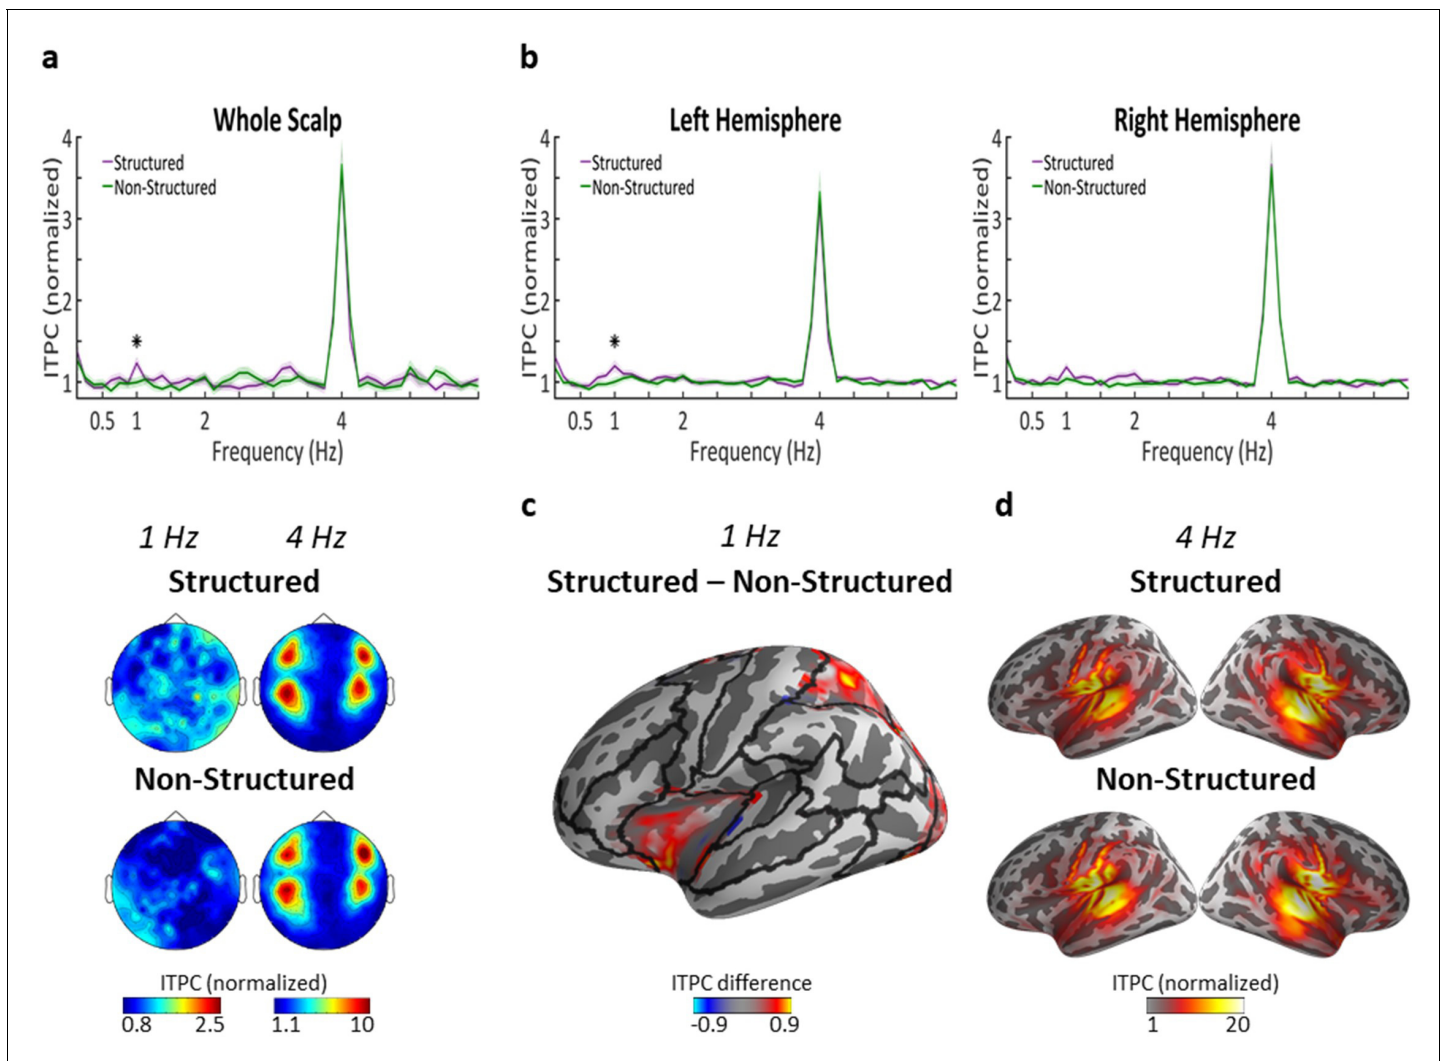 a
Whole Scalp
4
3
2
1
ITPC (normalized)
Structured
Non-Structured
*
0.5 1 2 4
Frequency (Hz)
b
Left Hemisphere
4
3
2
1
ITPC (normalized)
Structured
Non-Structured
*
0.5 1 2 4
Frequency (Hz)
Right Hemisphere
4
3
2
1
ITPC (normalized)
Structured
Non-Structured
0.5 1 2 4
Frequency (Hz)
1 Hz 4 Hz
Structured
Non-Structured
ITPC (normalized)
0.8 2.5 1.1 10
c
1 Hz
Structured – Non-Structured
ITPC difference
-0.9 0.9
d
4 Hz
Structured
Non-Structured
ITPC (normalized)
1 20